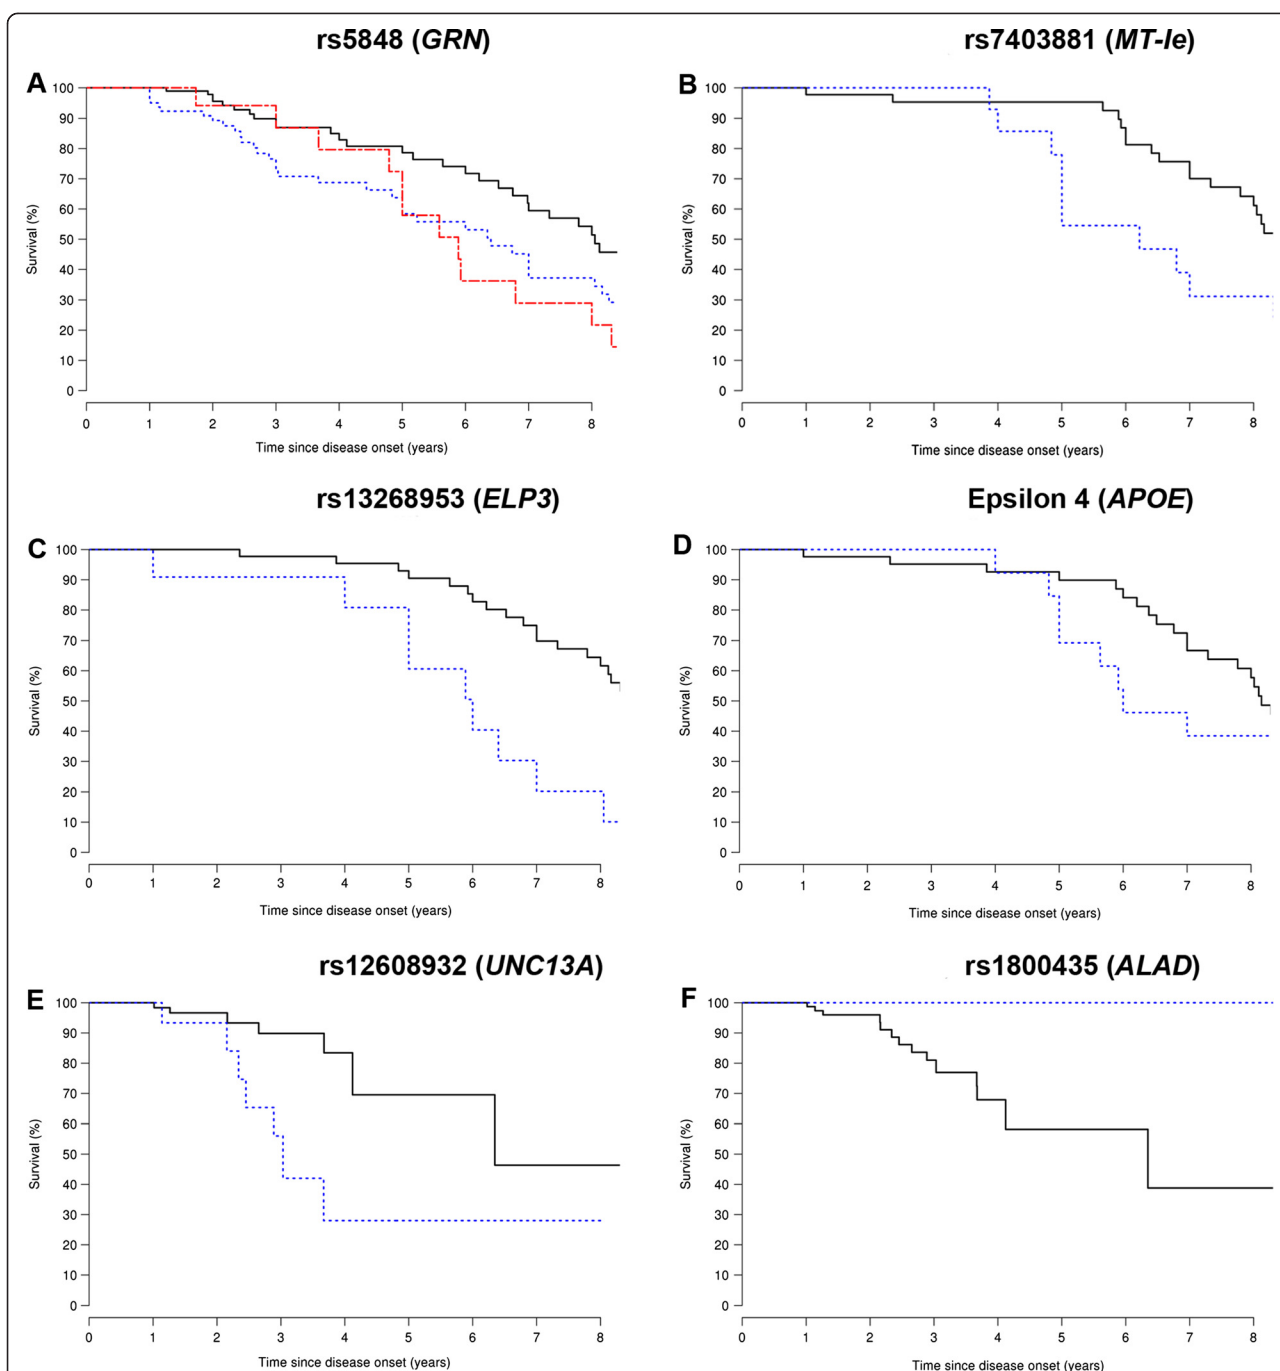 rs5848 (GRN)
A
100
90
80
70
60
50
40
30
20
10
0
Survival (%)
0 1 2 3 4 5 6 7 8
Time since disease onset (years)
rs7403881 (MT-Ie)
B
100
90
80
70
60
50
40
30
20
10
0
Survival (%)
0 1 2 3 4 5 6 7 8
Time since disease onset (years)
rs13268953 (ELP3)
C
100
90
80
70
60
50
40
30
20
10
0
Survival (%)
0 1 2 3 4 5 6 7 8
Time since disease onset (years)
Epsilon 4 (APOE)
D
100
90
80
70
60
50
40
30
20
10
0
Survival (%)
0 1 2 3 4 5 6 7 8
Time since disease onset (years)
rs12608932 (UNC13A)
E
100
90
80
70
60
50
40
30
20
10
0
Survival (%)
0 1 2 3 4 5 6 7 8
Time since disease onset (years)
rs1800435 (ALAD)
F
100
90
80
70
60
50
40
30
20
10
0
Survival (%)
0 1 2 3 4 5 6 7 8
Time since disease onset (years)